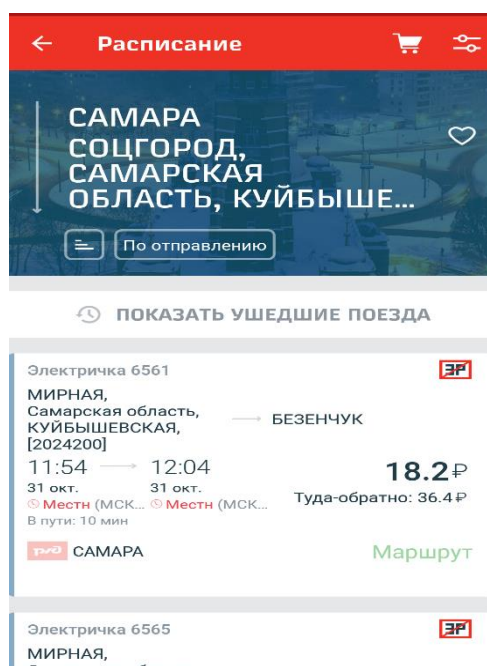 Расписание
САМАРА
СОЦГОРОД,
САМАРСКАЯ
ОБЛАСТЬ, КУЙБЫШЕ...
По отправлению
ПОКАЗАТЬ УШЕДШИЕ ПОЕЗДА
Электричка 6561
МИРНАЯ,
Самарская область,
КУЙБЫШЕВСКАЯ,
[2024200]
БЕЗЕНЧУК
11:54 12:04
31 окт. 31 окт.
Местн (МСК... Местн (МСК...
В пути: 10 мин
18.2₽
Туда-обратно: 36.4₽
ржд САМАРА
Маршрут
Электричка 6565
МИРНАЯ,